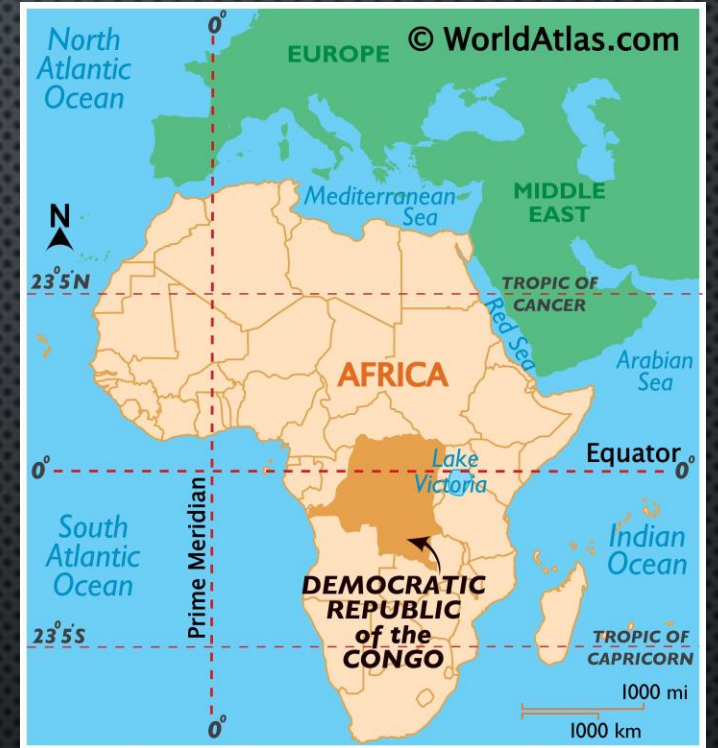 0°
North
Atlantic
Ocean
EUROPE
© WorldAtlas.com
Mediterranean
Sea
MIDDLE
EAST
N
23°5'N
TROPIC OF
CANCER
Red Sea
AFRICA
Arabian
Sea
Lake
Victoria
Equator
0°
0°
South
Atlantic
Ocean
Prime Meridian
Indian
Ocean
DEMOCRATIC
REPUBLIC
of the
CONGO
23°5'S
TROPIC OF
CAPRICORN
1000 mi
1000 km
0°